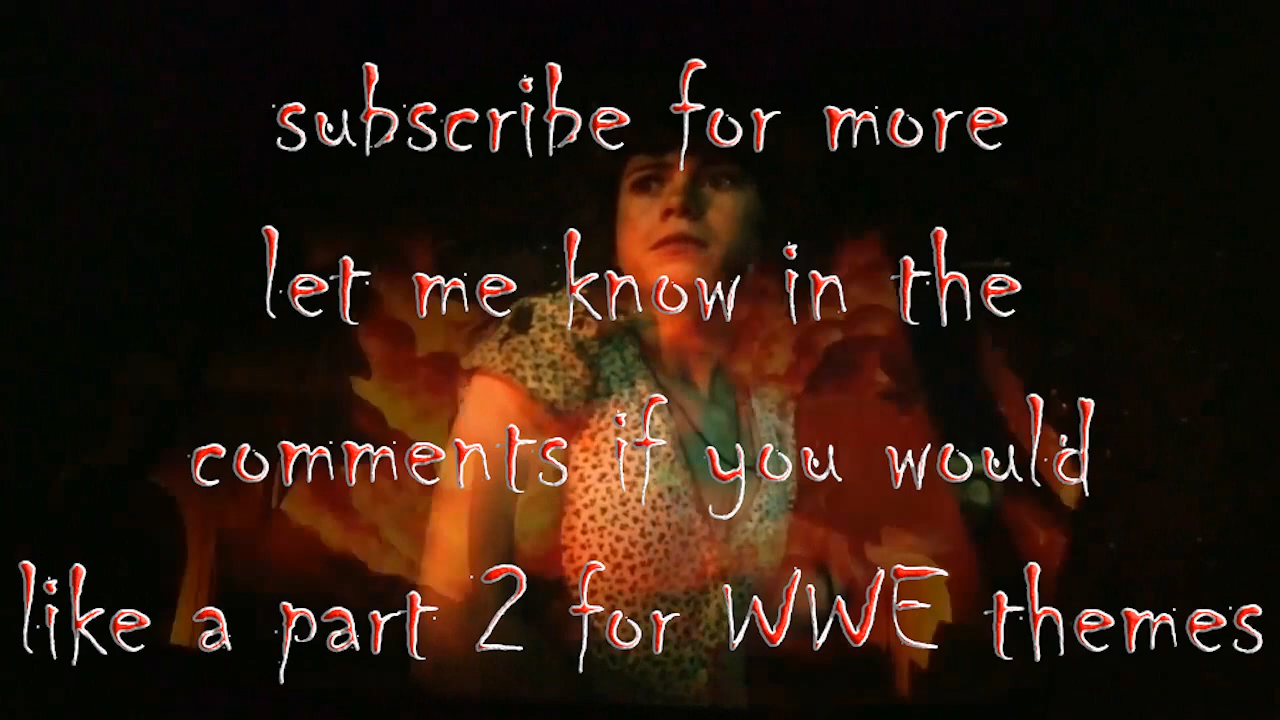 subscribe for more
let me know in the
comments if you would
like a part 2 for WWE themes